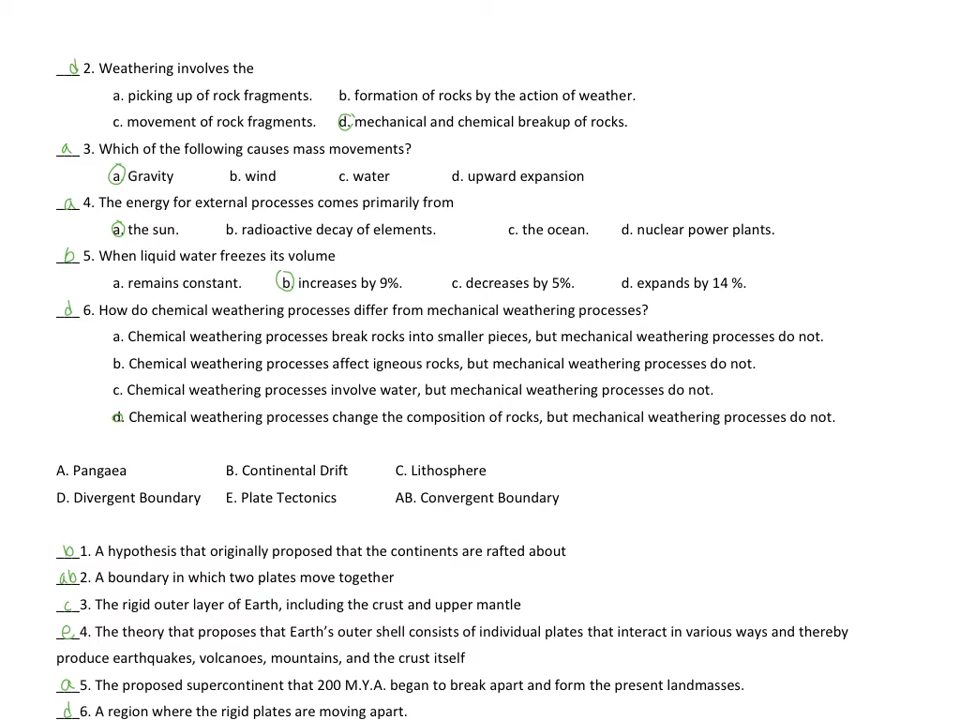 d 2. Weathering involves the
a. picking up of rock fragments. b. formation of rocks by the action of weather.
c. movement of rock fragments. d. mechanical and chemical breakup of rocks.
a 3. Which of the following causes mass movements?
a. Gravity b. wind c. water d. upward expansion
a 4. The energy for external processes comes primarily from
a. the sun. b. radioactive decay of elements. c. the ocean. d. nuclear power plants.
b 5. When liquid water freezes its volume
a. remains constant. b. increases by 9%. c. decreases by 5%. d. expands by 14 %.
d 6. How do chemical weathering processes differ from mechanical weathering processes?
a. Chemical weathering processes break rocks into smaller pieces, but mechanical weathering processes do not.
b. Chemical weathering processes affect igneous rocks, but mechanical weathering processes do not.
c. Chemical weathering processes involve water, but mechanical weathering processes do not.
d. Chemical weathering processes change the composition of rocks, but mechanical weathering processes do not.
A. Pangaea B. Continental Drift C. Lithosphere
D. Divergent Boundary E. Plate Tectonics AB. Convergent Boundary
b 1. A hypothesis that originally proposed that the continents are rafted about
ab 2. A boundary in which two plates move together
c 3. The rigid outer layer of Earth, including the crust and upper mantle
e 4. The theory that proposes that Earth’s outer shell consists of individual plates that interact in various ways and thereby
produce earthquakes, volcanoes, mountains, and the crust itself
a 5. The proposed supercontinent that 200 M.Y.A. began to break apart and form the present landmasses.
d 6. A region where the rigid plates are moving apart.